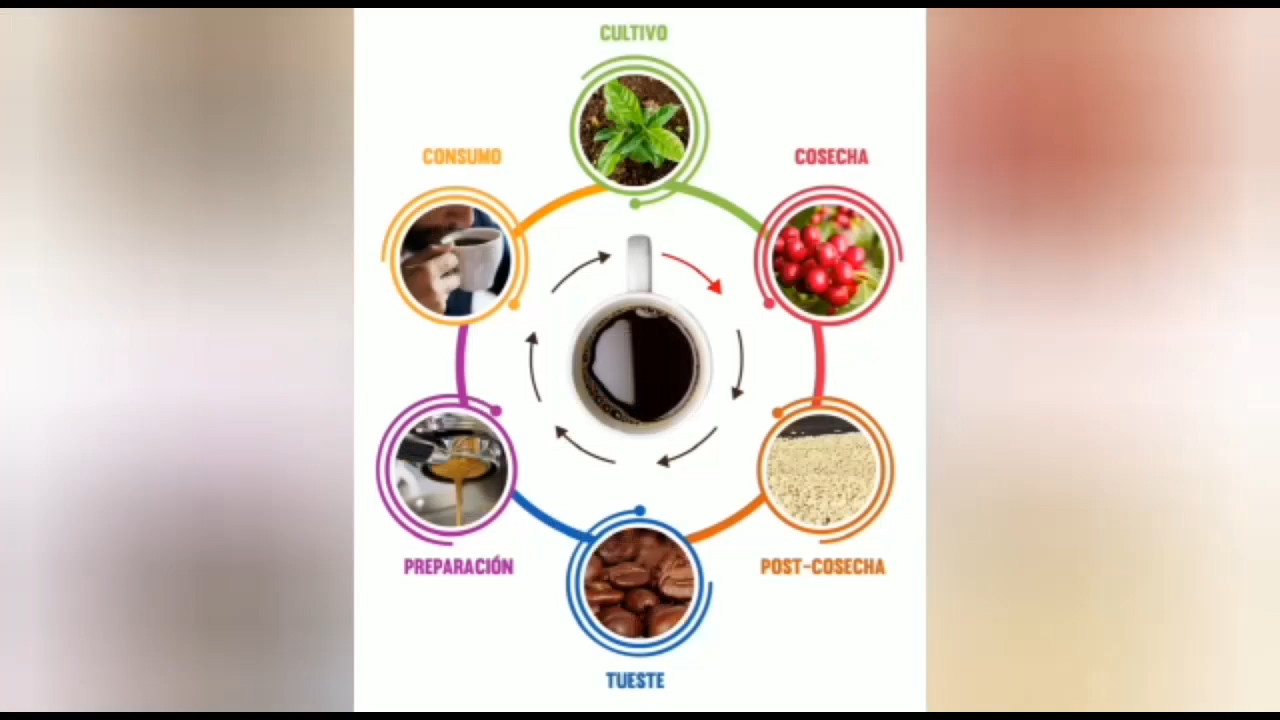 CULTIVO
CONSUMO
COSECHA
PREPARACIÓN
POST-COSECHA
TUESTE